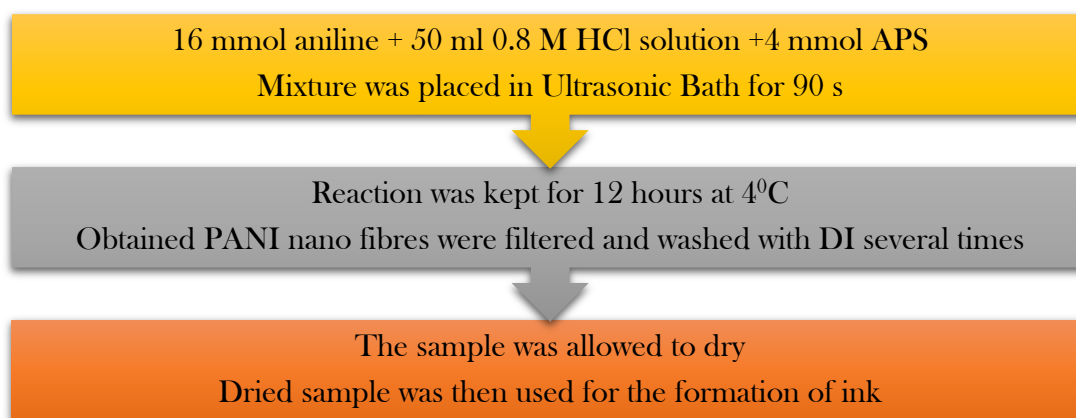 16 mmol aniline + 50 ml 0.8 M HCl solution +4 mmol APS
Mixture was placed in Ultrasonic Bath for 90 s
Reaction was kept for 12 hours at 4⁰C
Obtained PANI nano fibres were filtered and washed with DI several times
The sample was allowed to dry
Dried sample was then used for the formation of ink